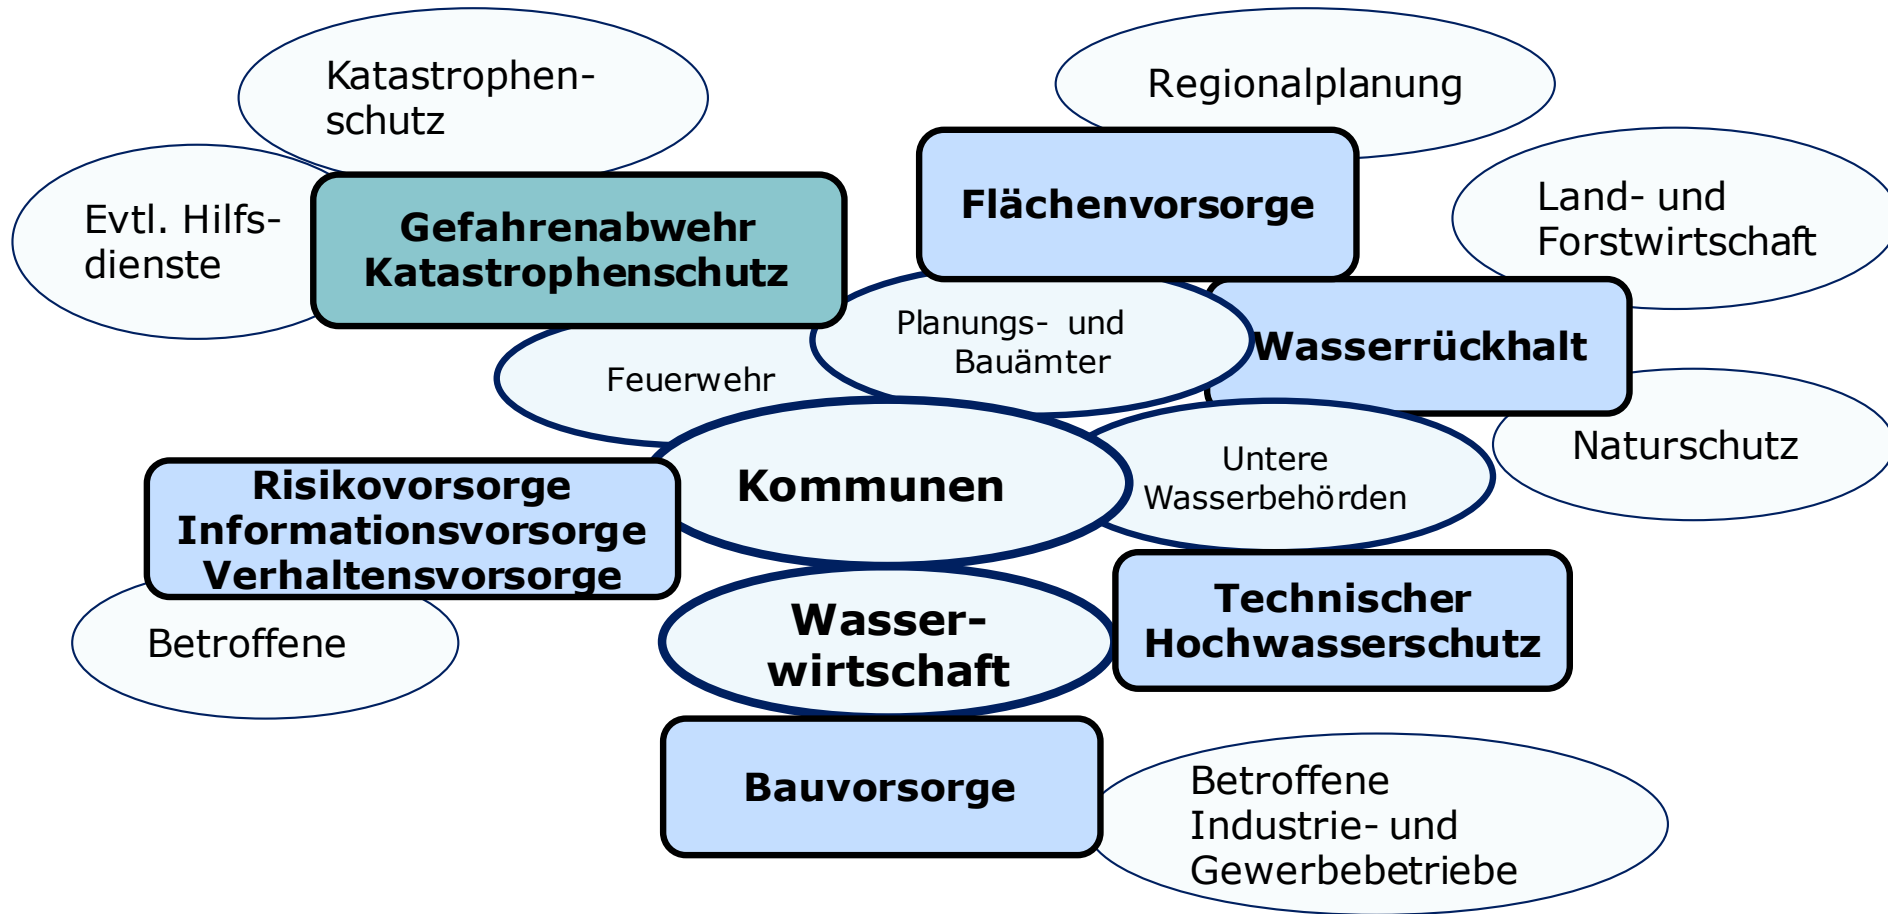 Katastrophen-
schutz
Regionalplanung
Evtl. Hilfs-
dienste
Gefahrenabwehr
Katastrophenschutz
Flächenvorsorge
Land- und
Forstwirtschaft
Planungs- und
Bauämter
Wasserrückhalt
Feuerwehr
Naturschutz
Kommunen
Untere
Wasserbehörden
Risikovorsorge
Informationsvorsorge
Verhaltensvorsorge
Betroffene
Wasser-
wirtschaft
Technischer
Hochwasserschutz
Bauvorsorge
Betroffene
Industrie- und
Gewerbebetriebe